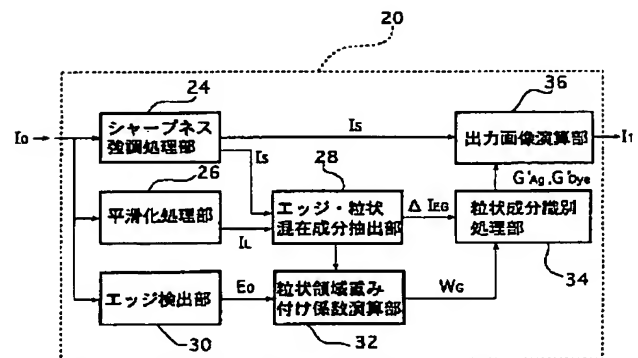 20
24
36
I0
シャープネス
強調処理部
IS
出力画像演算部
I1
26
IS
28
G'Ag,G'Dye
平滑化処理部
IL
エッジ・粒状
混在成分抽出部
Δ IEG
粒状成分識別
処理部
エッジ検出部
E0
粒状領域重み
付け係数演算部
WG
34
30
32